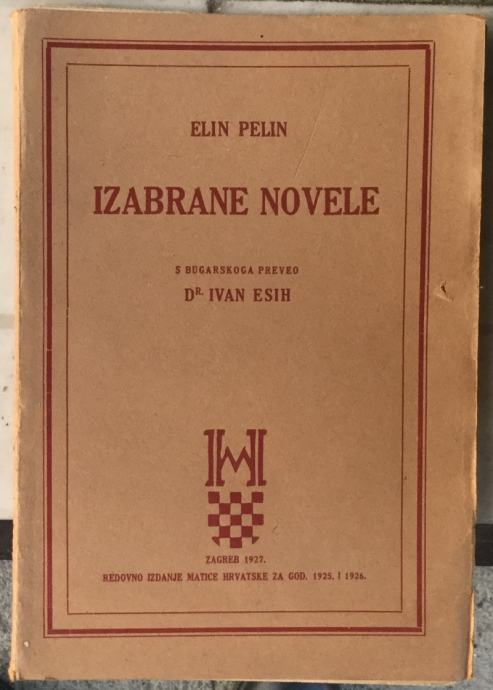 ELIN PELIN
IZABRANE NOVELE
S BUGARSKOGA PREVEO
DR. IVAN ESIH
HM
ZAGREB 1927.
REDOVNO IZDANJE MATICE HRVATSKE ZA GOD. 1925. I 1926.